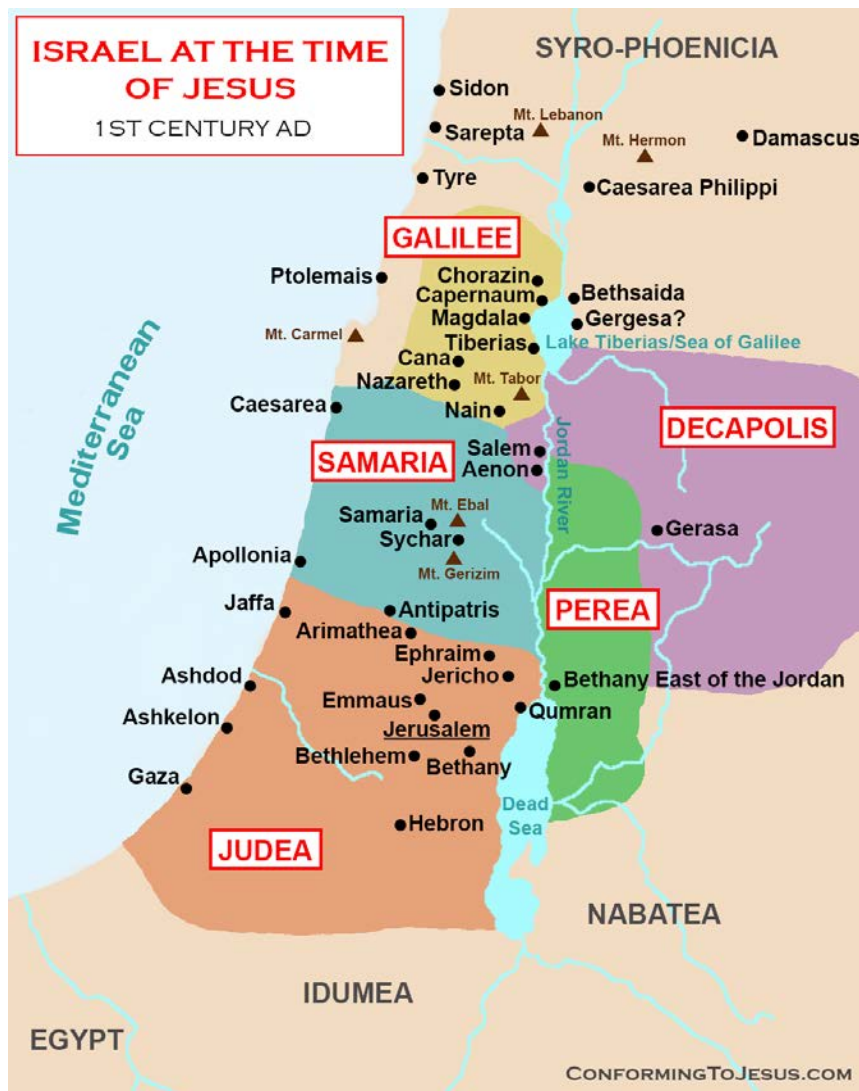 ISRAEL AT THE TIME
OF JESUS
1ST CENTURY AD
SYRO-PHOENICIA
Sidon
Mt. Lebanon
Sarepta
Mt. Hermon
Damascus
Tyre
Caesarea Philippi
GALILEE
Ptolemais
Chorazin
Capernaum
Bethsaida
Magdala
Gergesa?
Mt. Carmel
Tiberias
Lake Tiberias/Sea of Galilee
Cana
Nazareth
Mt. Tabor
Mediterranean
Sea
Caesarea
Nain
DECAPOLIS
Jordan River
Salem
SAMARIA
Aenon
Mt. Ebal
Samaria
Sychar
Gerasa
Mt. Gerizim
Apollonia
Jaffa
Antipatris
PEREA
Arimathea
Ephraim
Jericho
Bethany East of the Jordan
Ashdod
Emmaus
Qumran
Ashkelon
Jerusalem
Bethlehem
Bethany
Gaza
Dead
Sea
Hebron
JUDEA
NABATEA
IDUMEA
EGYPT
CONFORMINGTOJESUS.COM